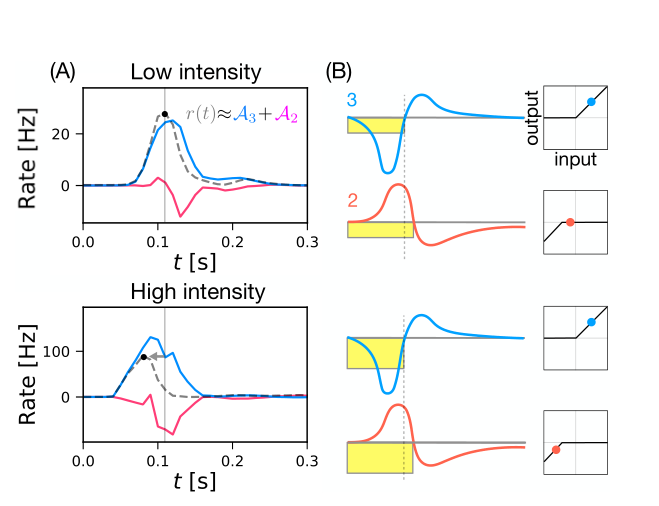 (A)
Low intensity
Rate [Hz]
20
0
r(t)≈𝒜₃+𝒜₂
0.0 0.1 0.2 0.3
t [s]
High intensity
Rate [Hz]
100
0
0.0 0.1 0.2 0.3
t [s]
(B)
3
output
input
2